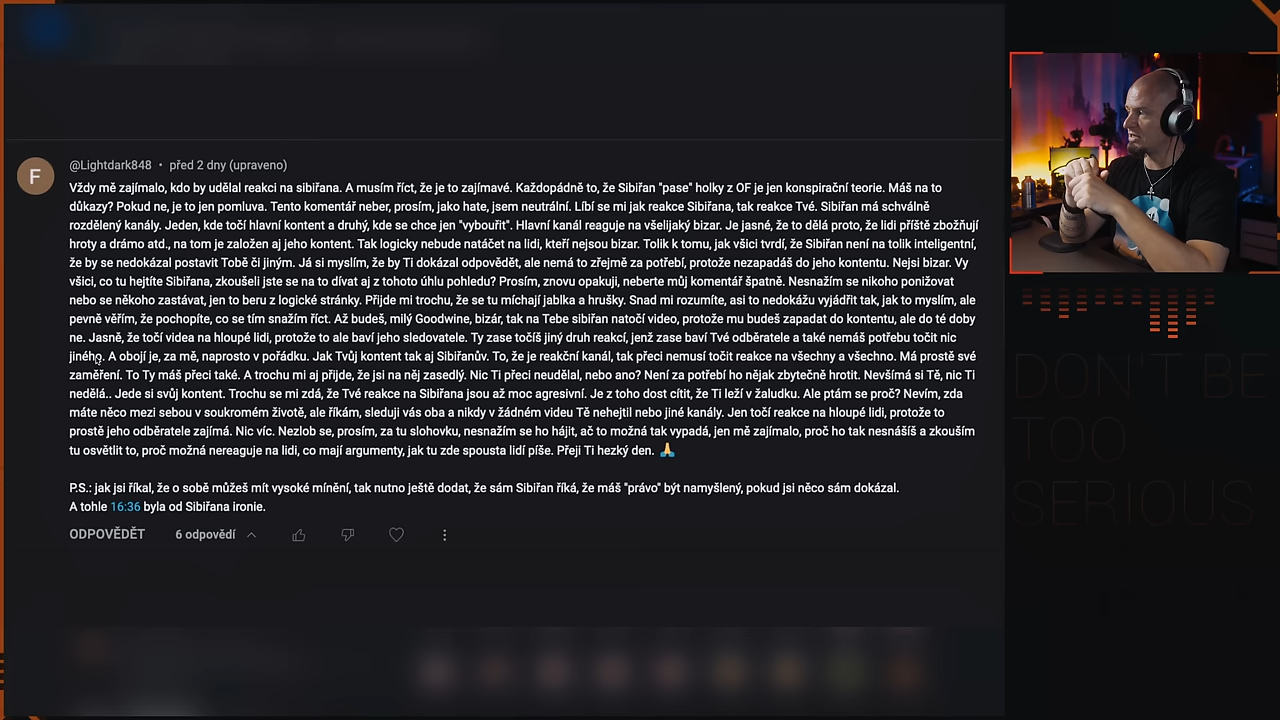 F
@Lightdark848 • před 2 dny (upraveno)
Vždy mě zajímalo, kdo by udělal reakci na sibiřana. A musím říct, že je to zajímavé. Každopádně to, že Sibiřan "pase" holky z OF je jen konspirační teorie. Máš na to
důkazy? Pokud ne, je to jen pomluva. Tento komentář neber, prosím, jako hate, jsem neutrální. Líbí se mi jak reakce Sibiřana, tak reakce Tvé. Sibiřan má schválně
rozdělený kanály. Jeden, kde točí hlavní kontent a druhý, kde se chce jen "vybouřit". Hlavní kanál reaguje na všelijaký bizar. Je jasné, že to dělá proto, že lidi příště zbožňují
hroty a drámo atd., na tom je založen aj jeho kontent. Tak logicky nebude natáčet na lidi, kteří nejsou bizar. Tolik k tomu, jak všici tvrdí, že Sibiřan není na tolik inteligentní,
že by se nedokázal postavit Tobě či jiným. Já si myslím, že by Ti dokázal odpovědět, ale nemá to zřejmě za potřebí, protože nezapadáš do jeho kontentu. Nejsi bizar. Vy
všici, co tu hejtíte Sibiřana, zkoušeli jste se na to dívat aj z tohoto úhlu pohledu? Prosím, znovu opakuji, neberte můj komentář špatně. Nesnažím se nikoho ponižovat
nebo se někoho zastávat, jen to beru z logické stránky. Přijde mi trochu, že se tu míchají jablka a hrušky. Snad mi rozumíte, asi to nedokážu vyjádřit tak, jak to myslím, ale
pevně věřím, že pochopíte, co se tím snažím říct. Až budeš, milý Goodwine, bizár, tak na Tebe sibiřan natočí video, protože mu budeš zapadat do kontentu, ale do té doby
ne. Jasně, že točí videa na hloupé lidi, protože to ale baví jeho sledovatele. Ty zase točíš jiný druh reakcí, jenž zase baví Tvé odběratele a také nemáš potřebu točit nic
jiného. A obojí je, za mě, naprosto v pořádku. Jak Tvůj kontent tak aj Sibiřanův. To, že je reakční kanál, tak přeci nemusí točit reakce na všechny a všechno. Má prostě své
zaměření. To Ty máš přeci také. A trochu mi aj přijde, že jsi na něj zasedlý. Nic Ti přeci neudělal, nebo ano? Není za potřebí ho nějak zbytečně hrotit. Nevšímá si Tě, nic Ti
nedělá.. Jede si svůj kontent. Trochu se mi zdá, že Tvé reakce na Sibiřana jsou až moc agresivní. Je z toho dost cítit, že Ti leží v žaludku. Ale ptám se proč? Nevím, zda
máte něco mezi sebou v soukromém životě, ale říkám, sleduji vás oba a nikdy v žádném videu Tě nehejtil nebo jiné kanály. Jen točí reakce na hloupé lidi, protože to
prostě jeho odběratele zajímá. Nic víc. Nezlob se, prosím, za tu slohovku, nesnažím se ho hájit, ač to možná tak vypadá, jen mě zajímalo, proč ho tak nesnášíš a zkouším
tu osvětlit to, proč možná nereaguje na lidi, co mají argumenty, jak tu zde spousta lidí píše. Přeji Ti hezký den. 🙏
P.S.: jak jsi říkal, že o sobě můžeš mít vysoké mínění, tak nutno ještě dodat, že sám Sibiřan říká, že máš "právo" být namyšlený, pokud jsi něco sám dokázal.
A tohle 16:36 byla od Sibiřana ironie.
ODPOVĚDĚT 6 odpovědí
DON'T BE
TOO
SERIOUS